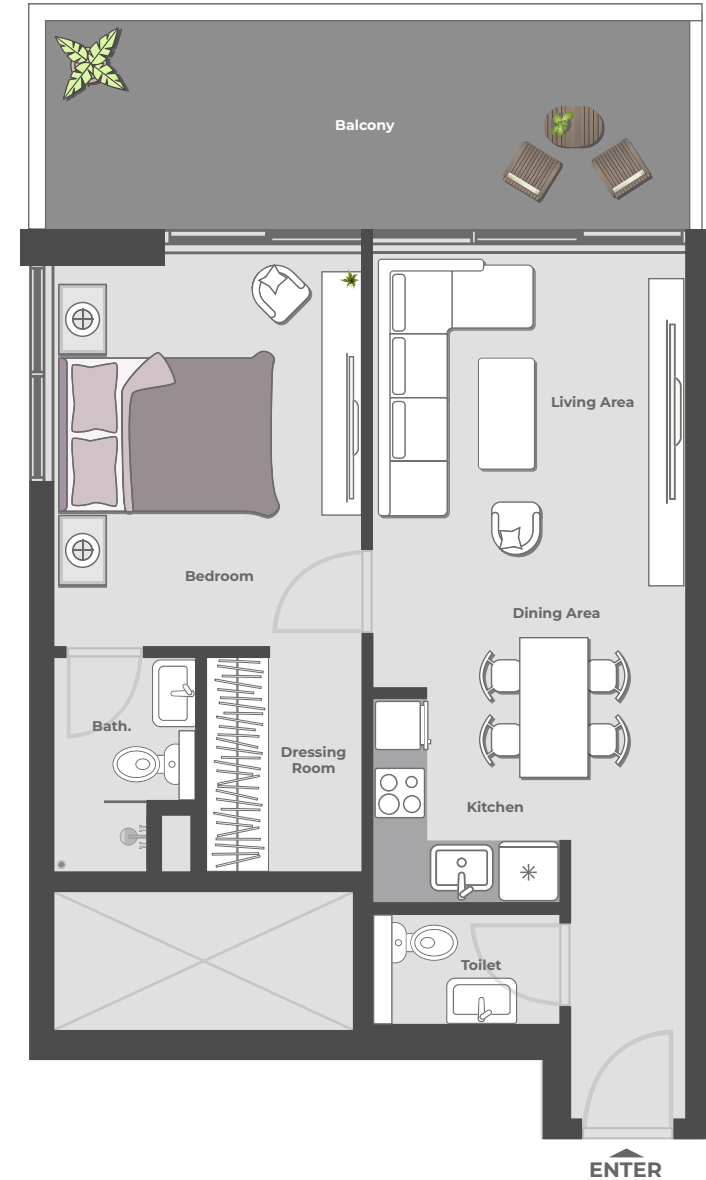 Balcony
Living Area
Bedroom
Dining Area
Bath.
Dressing
Room
Kitchen
Toilet
ENTER